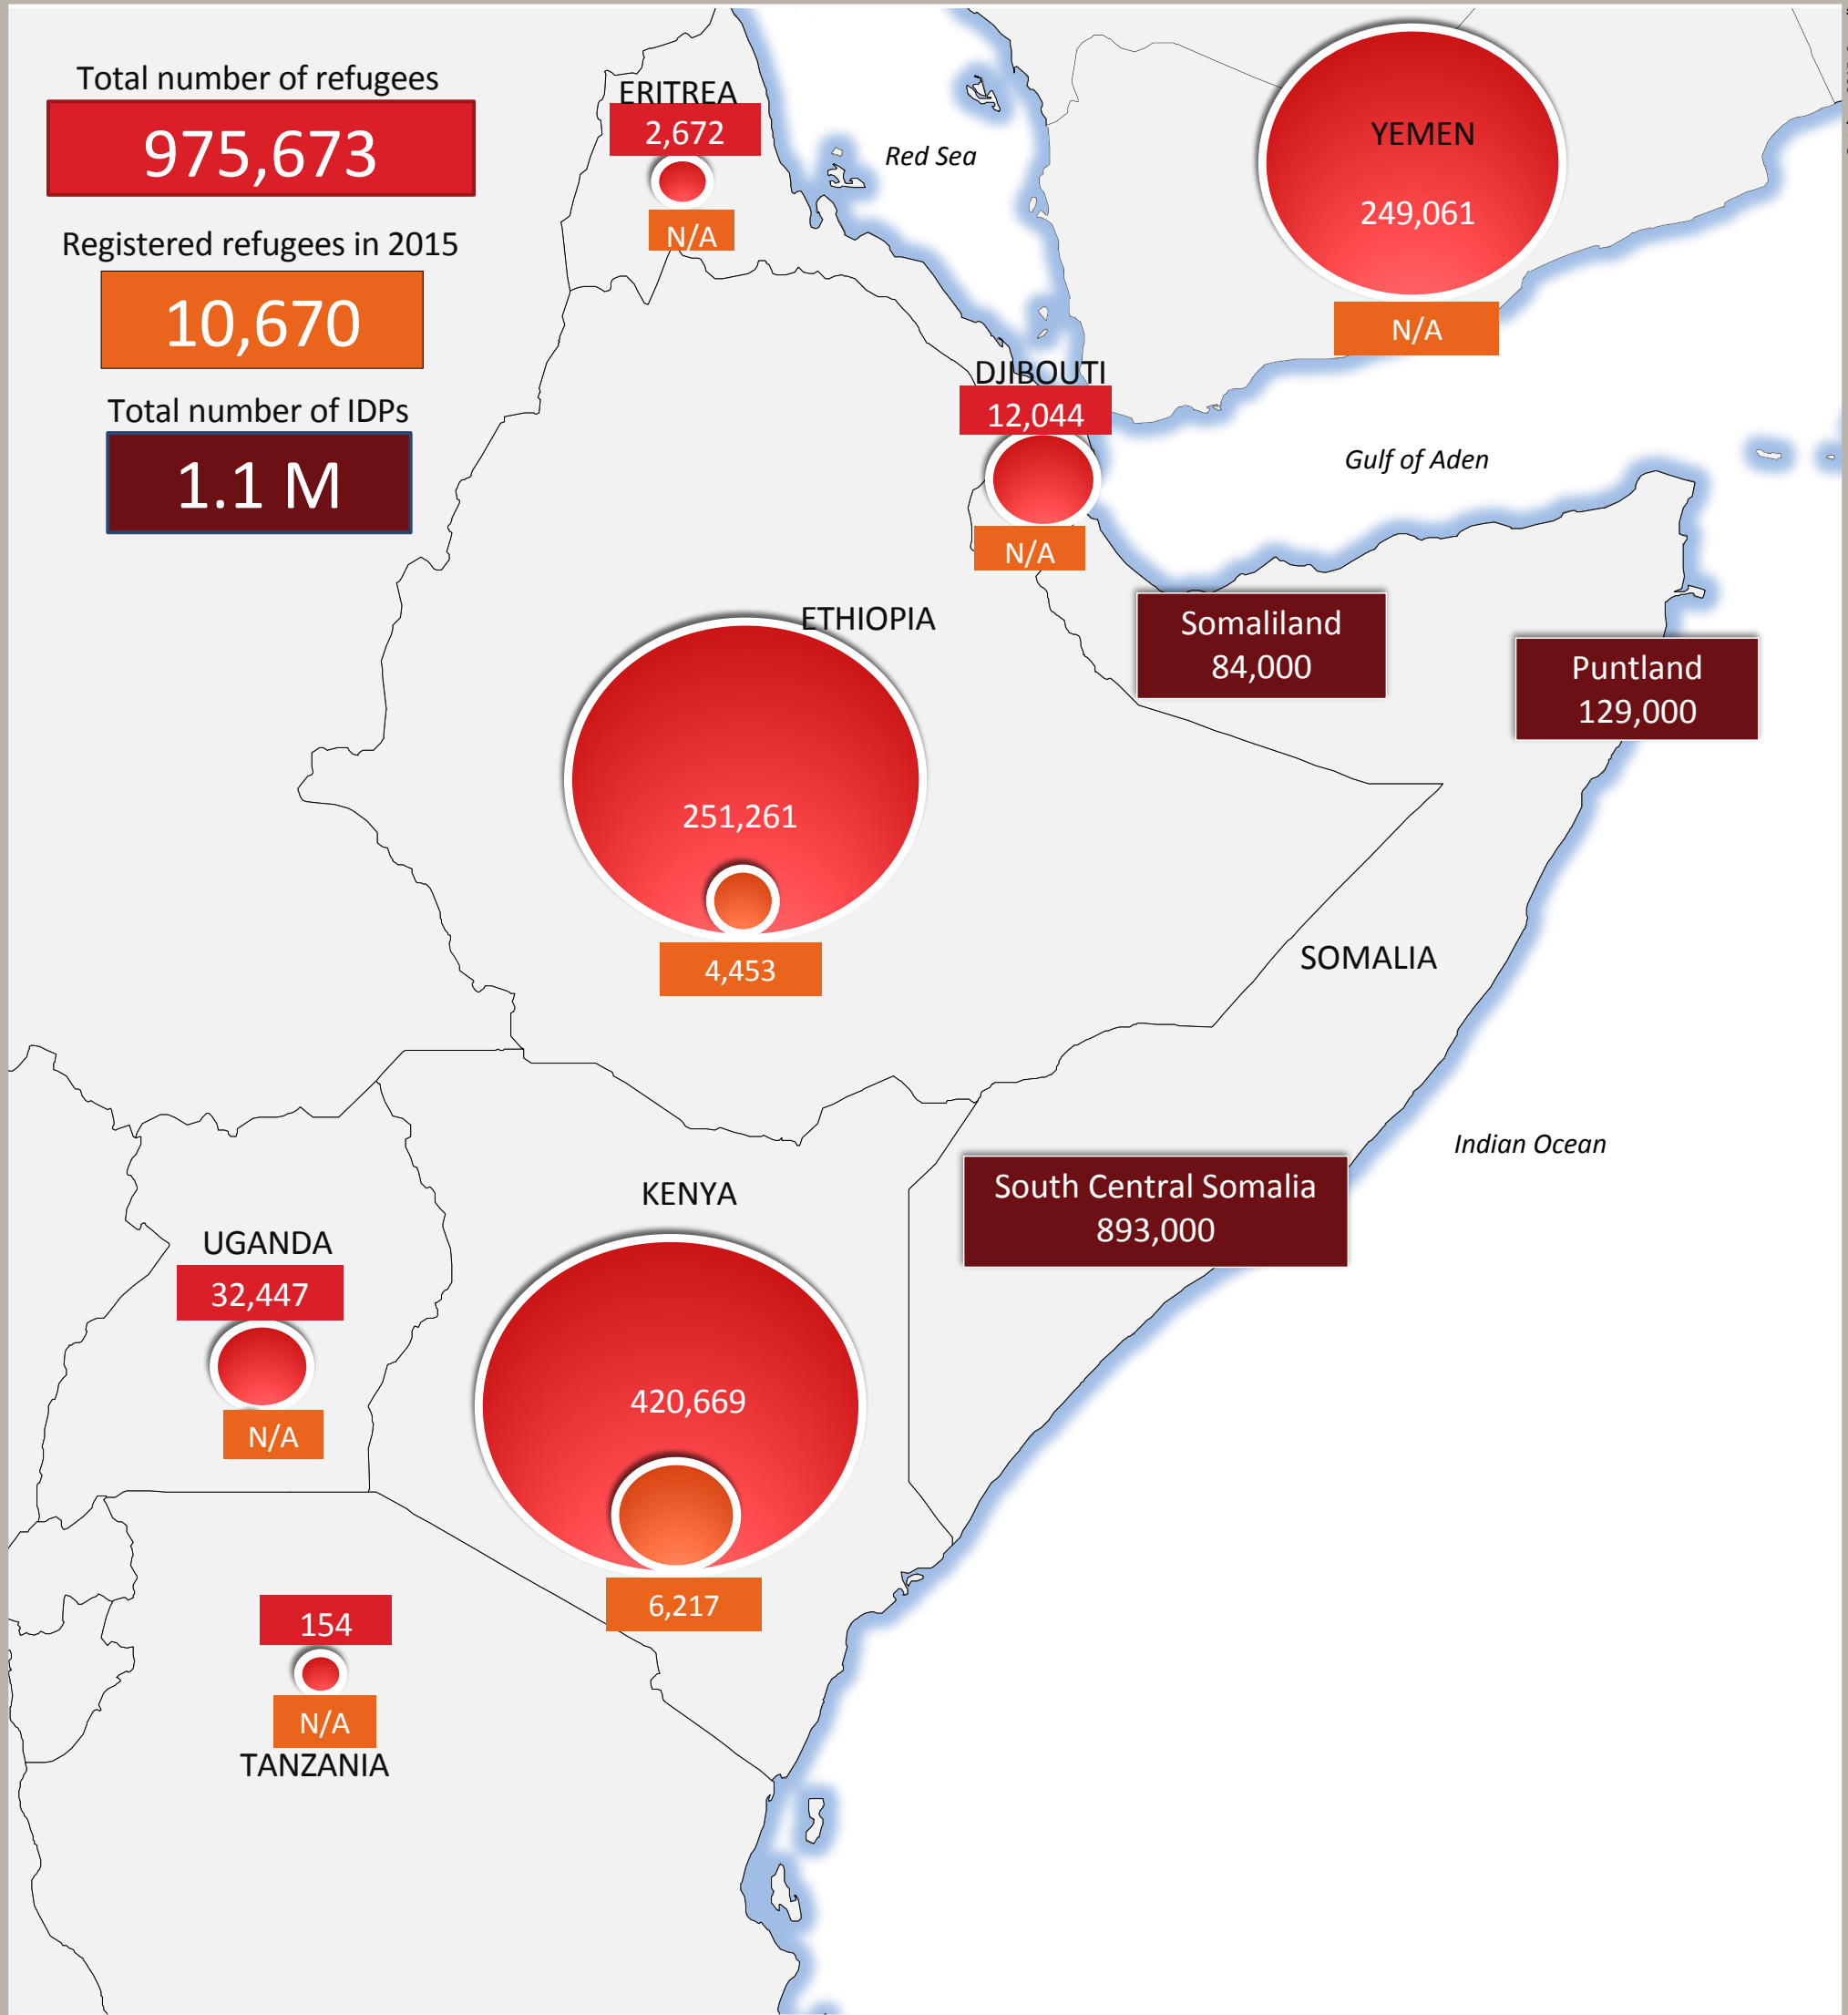 Total number of refugees
975,673
Registered refugees in 2015
10,670
Total number of IDPs
1.1 M
ERITREA
2,672
N/A
Red Sea
YEMEN
249,061
N/A
DJIBOUTI
12,044
N/A
Gulf of Aden
ETHIOPIA
251,261
4,453
Somaliland
84,000
Puntland
129,000
SOMALIA
Indian Ocean
South Central Somalia
893,000
KENYA
420,669
6,217
UGANDA
32,447
N/A
154
N/A
TANZANIA